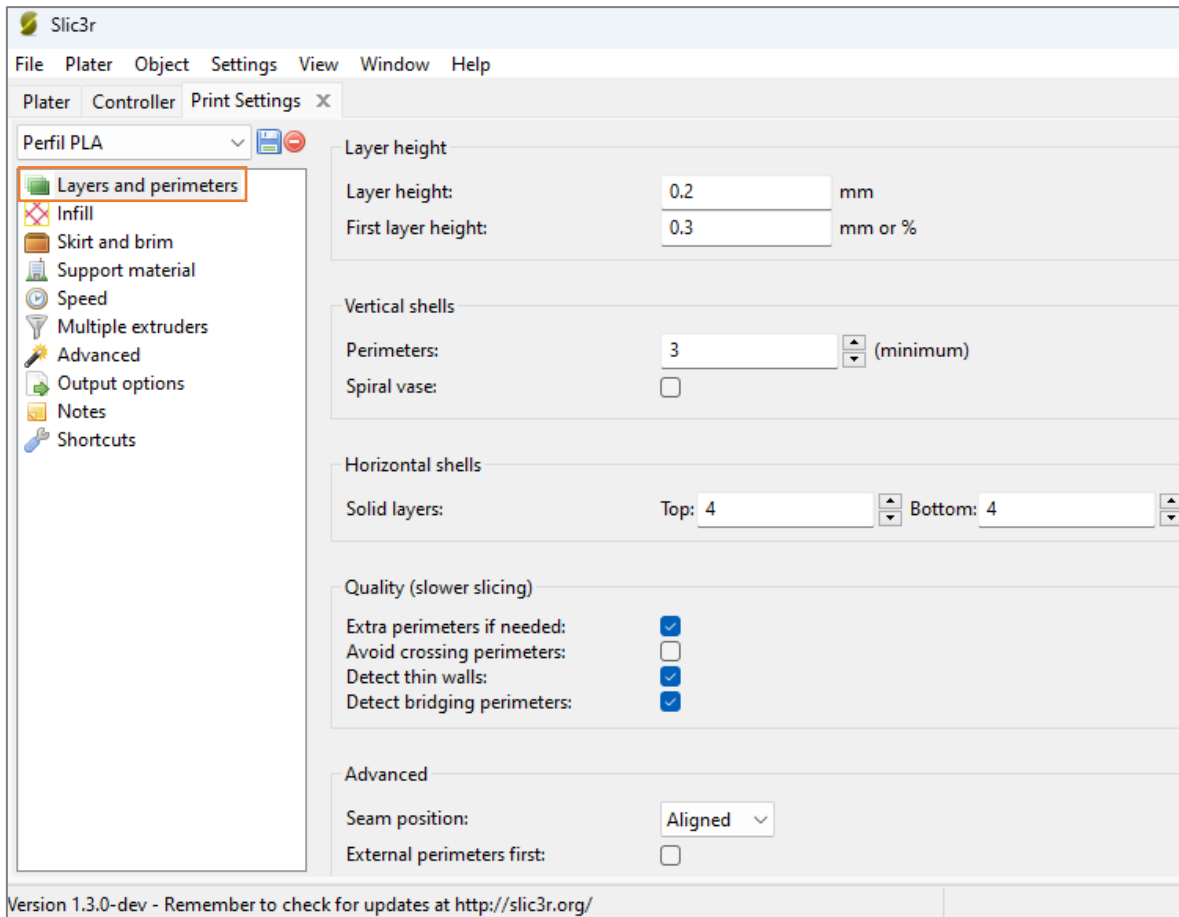 Slic3r
File Plater Object Settings View Window Help
Plater Controller Print Settings
Perfil PLA
Layers and perimeters
Infill
Skirt and brim
Support material
Speed
Multiple extruders
Advanced
Output options
Notes
Shortcuts
Layer height
Layer height: 0.2 mm
First layer height: 0.3 mm or %
Vertical shells
Perimeters: 3 (minimum)
Spiral vase:
Horizontal shells
Solid layers: Top: 4 Bottom: 4
Quality (slower slicing)
Extra perimeters if needed:
Avoid crossing perimeters:
Detect thin walls:
Detect bridging perimeters:
Advanced
Seam position: Aligned
External perimeters first:
Version 1.3.0-dev - Remember to check for updates at http://slic3r.org/